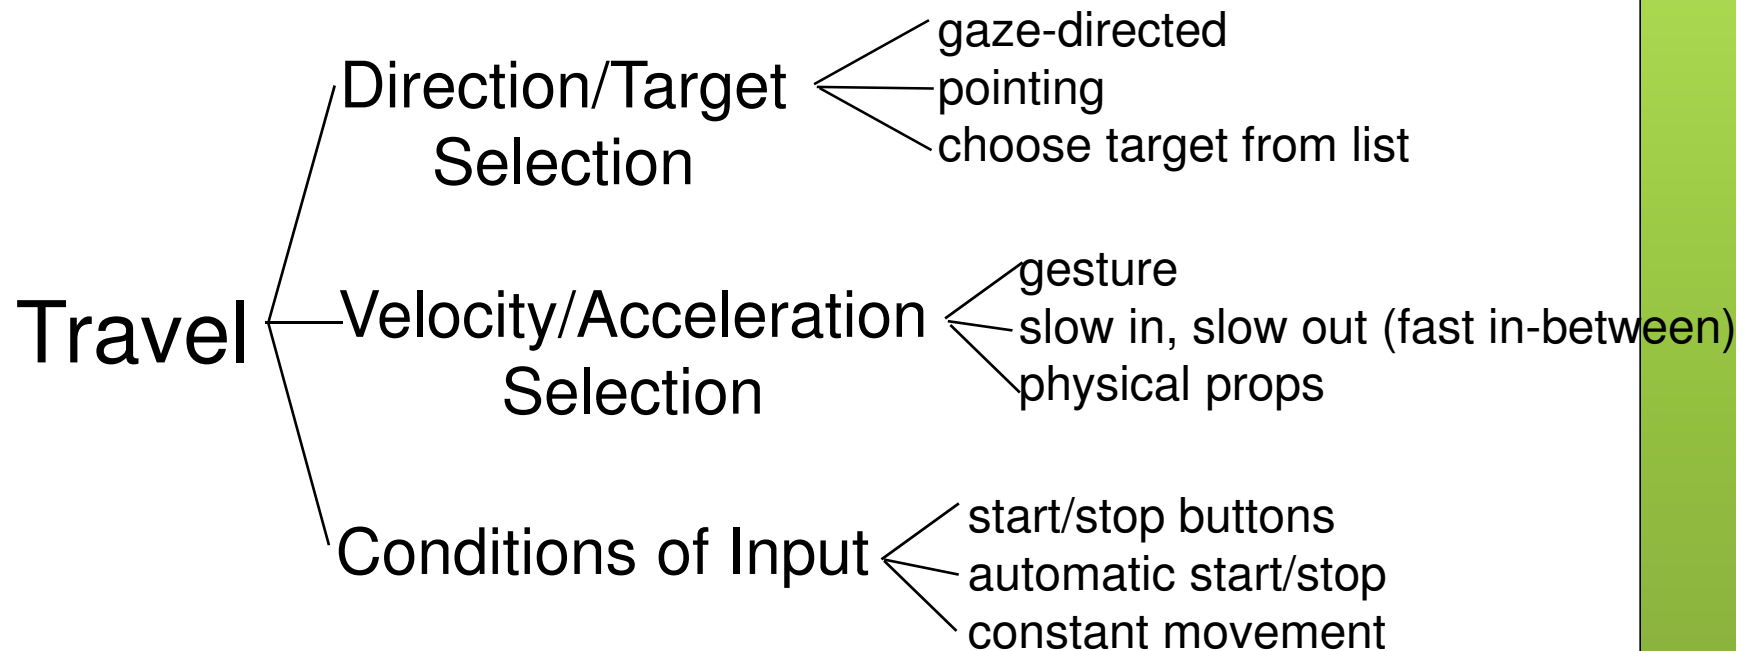 Travel
Direction/Target
Selection
gaze-directed
pointing
choose target from list
Velocity/Acceleration
Selection
gesture
slow in, slow out (fast in-between)
physical props
Conditions of Input
start/stop buttons
automatic start/stop
constant movement